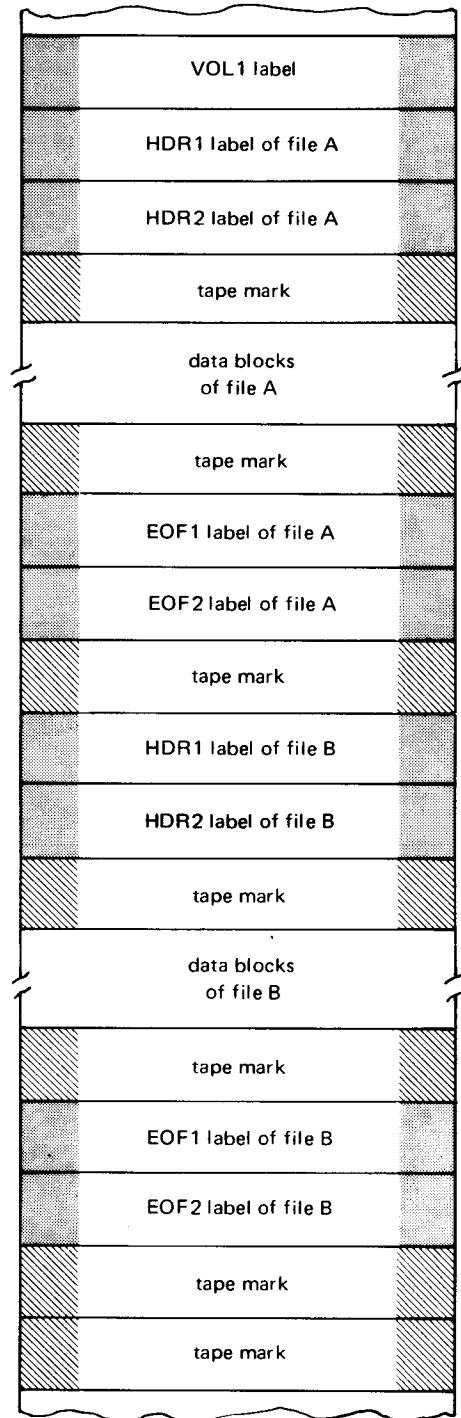 VOL1 label
HDR1 label of file A
HDR2 label of file A
tape mark
data blocks
of file A
tape mark
EOF1 label of file A
EOF2 label of file A
tape mark
HDR1 label of file B
HDR2 label of file B
tape mark
data blocks
of file B
tape mark
EOF1 label of file B
EOF2 label of file B
tape mark
tape mark